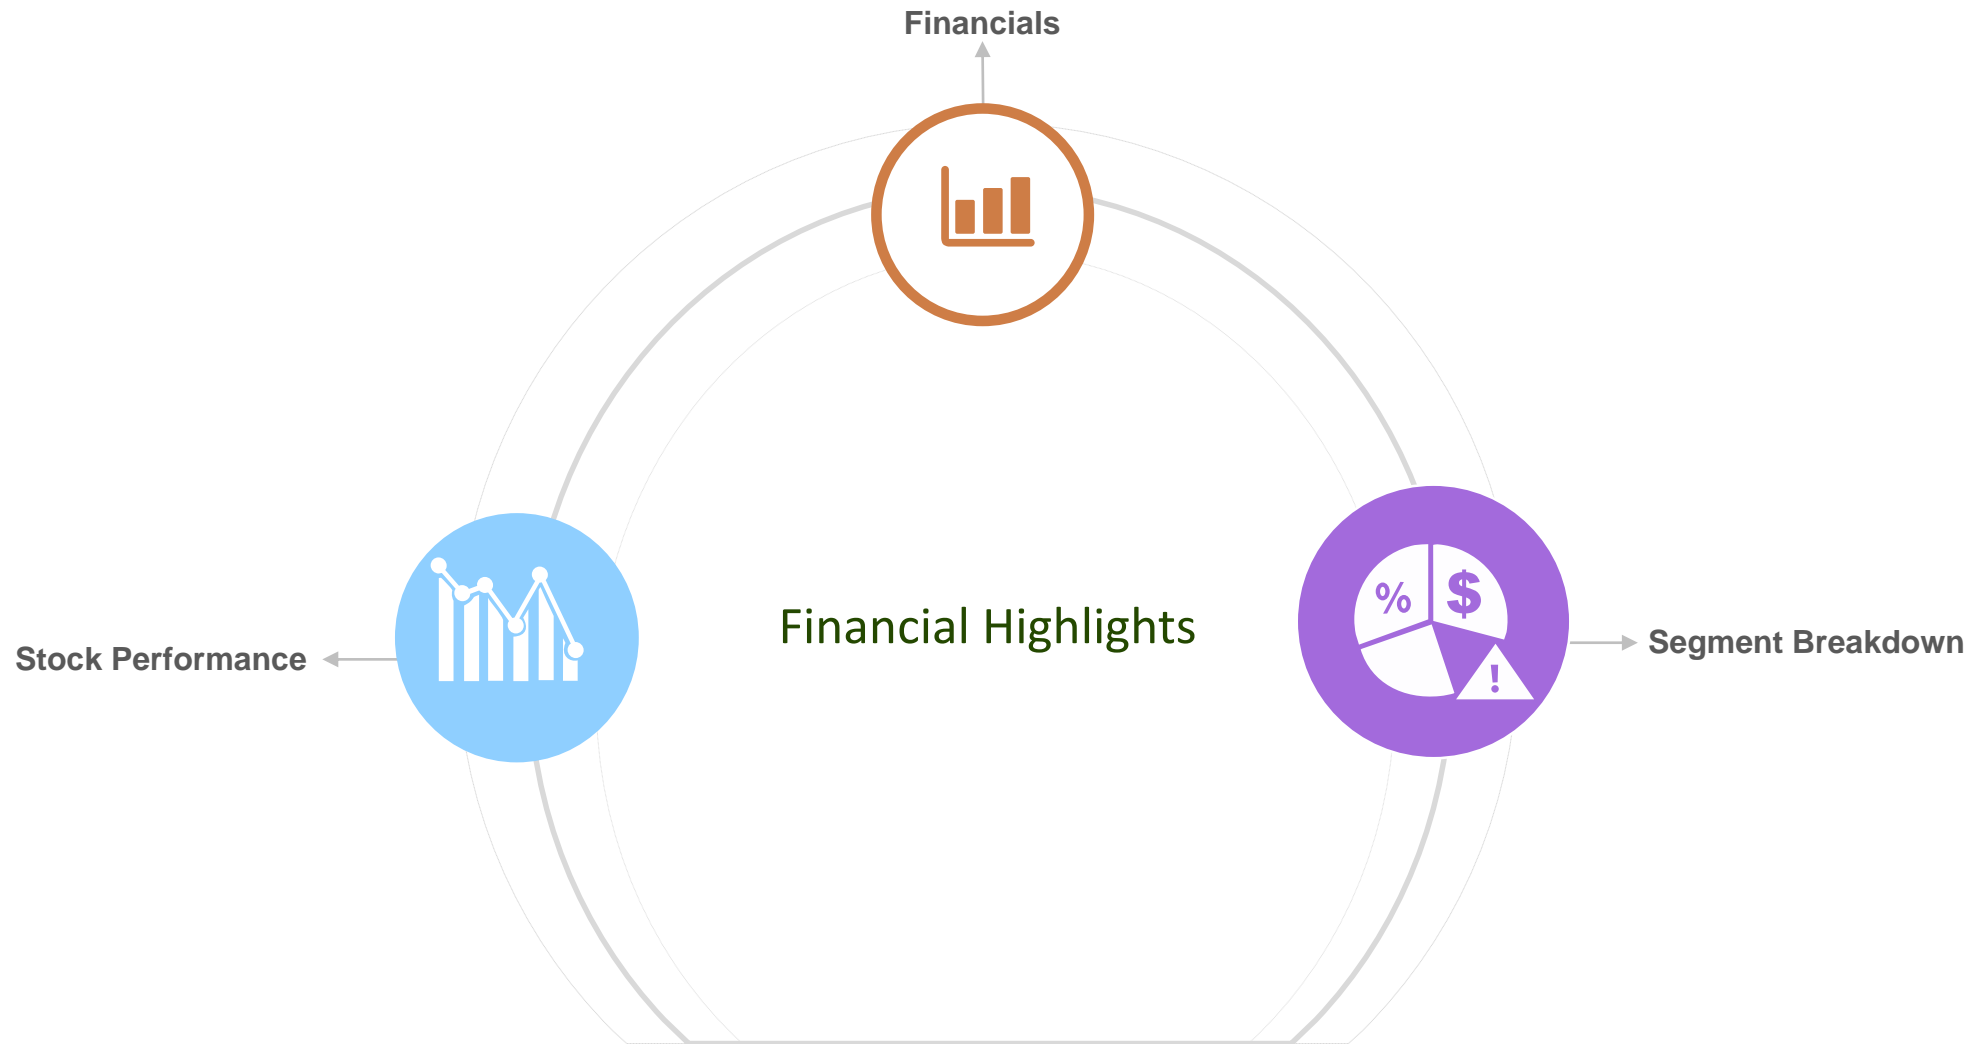 Financials
Financial Highlights
% $
Stock Performance
Segment Breakdown
!